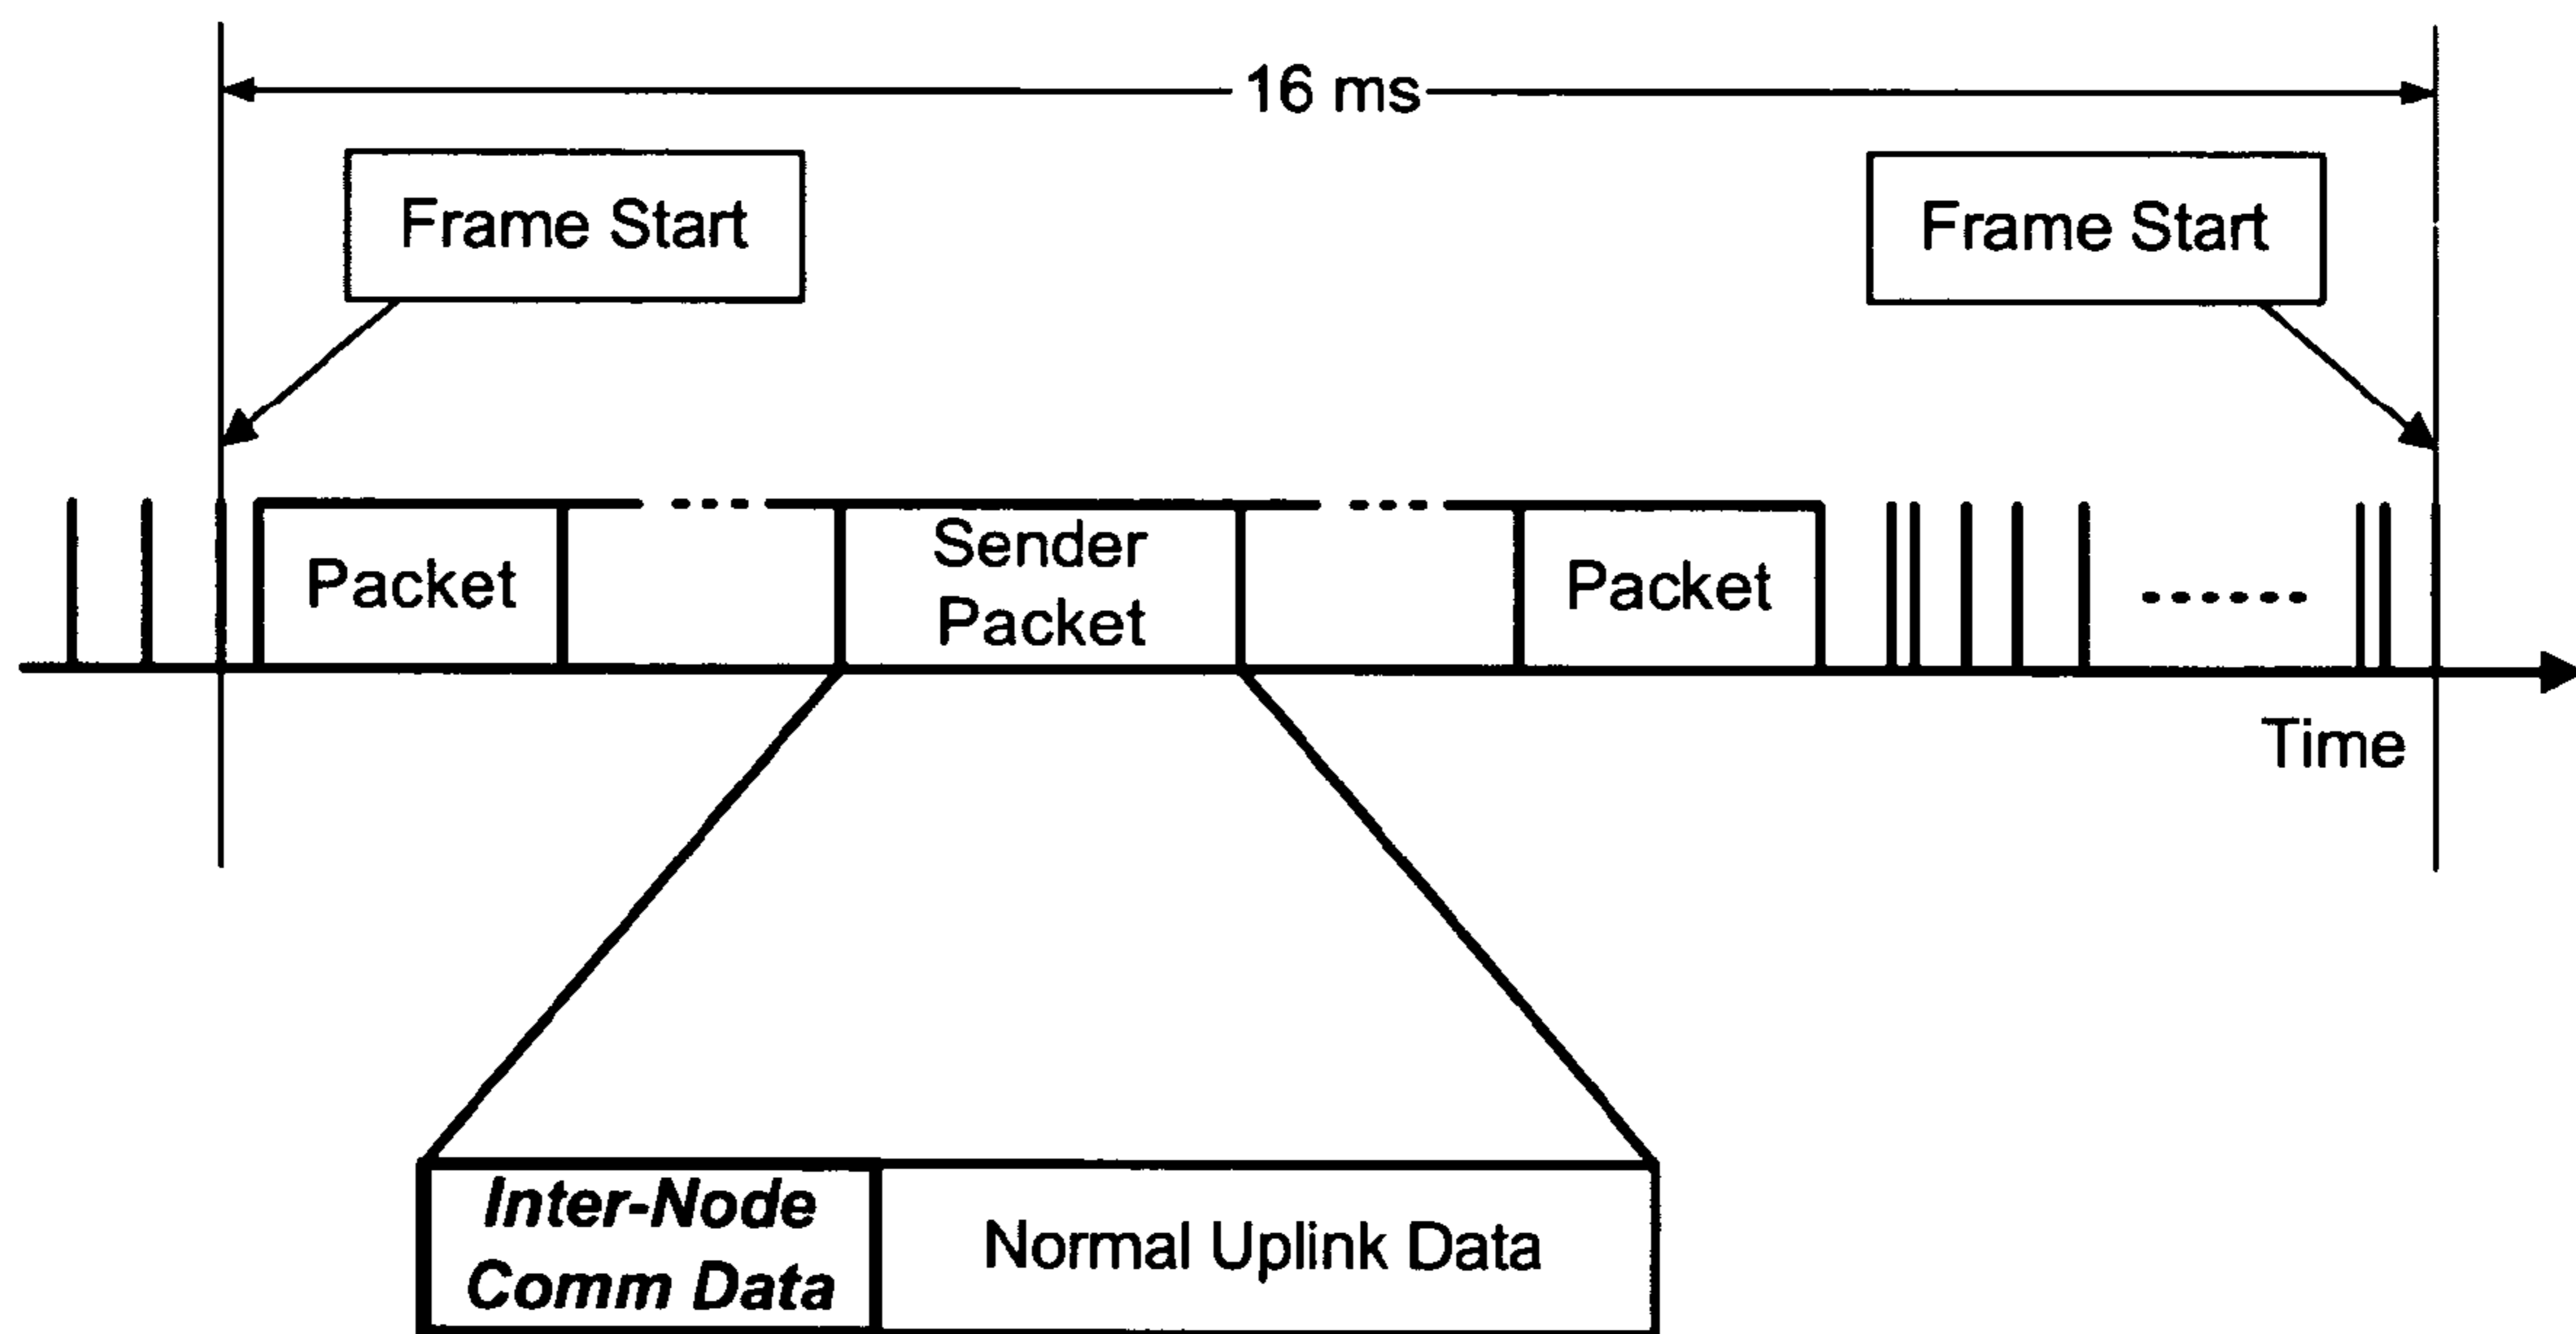 16 ms
Frame Start
Frame Start
Packet
Sender
Packet
Packet
Time
Inter-Node
Comm Data
Normal Uplink Data